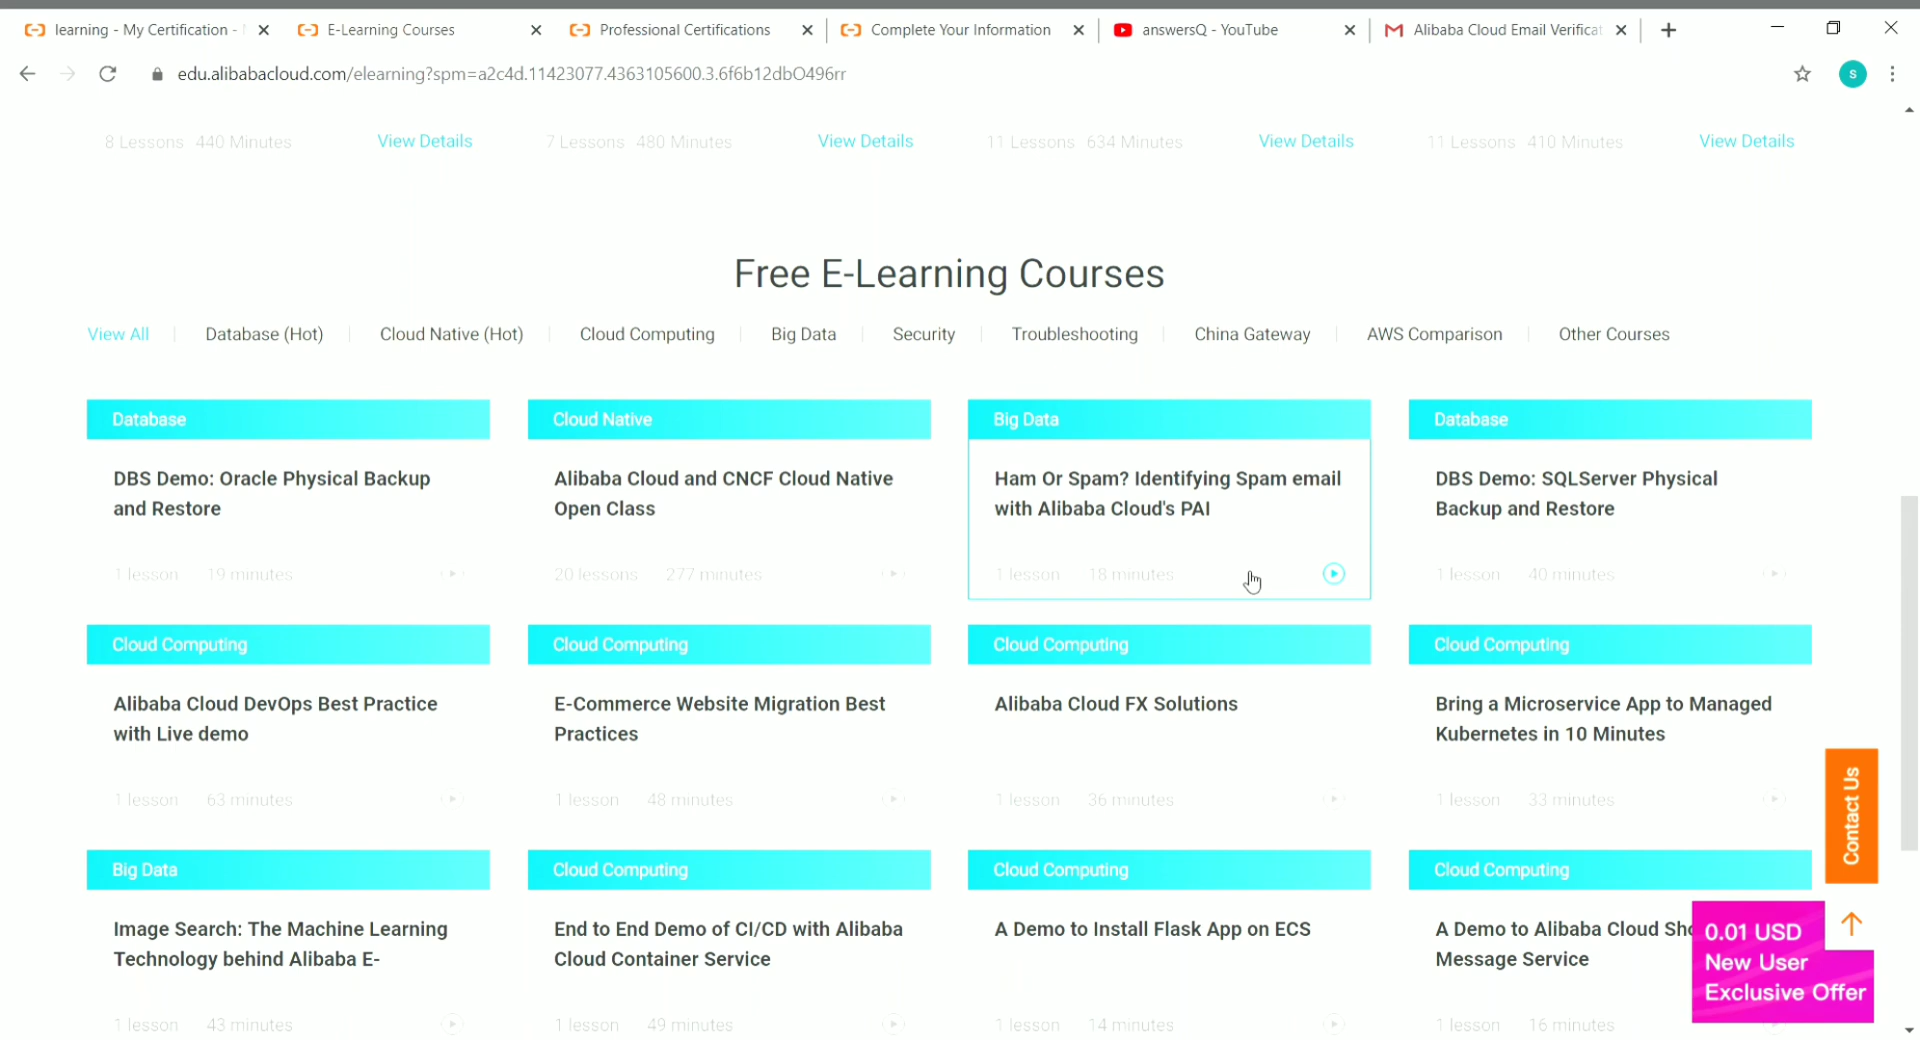 learning - My Certification -
E-Learning Courses
Professional Certifications
Complete Your Information
answersQ - YouTube
Alibaba Cloud Email Verificat
edu.alibabacloud.com/elearning?spm=a2c4d.11423077.4363105600.3.6f6b12dbO496rr
S
8 Lessons 440 Minutes View Details
7 Lessons 480 Minutes View Details
11 Lessons 634 Minutes View Details
11 Lessons 410 Minutes View Details
Free E-Learning Courses
View All Database (Hot) Cloud Native (Hot) Cloud Computing Big Data Security Troubleshooting China Gateway AWS Comparison Other Courses
Database
DBS Demo: Oracle Physical Backup
and Restore
1 lesson 19 minutes
Cloud Native
Alibaba Cloud and CNCF Cloud Native
Open Class
20 lessons 277 minutes
Big Data
Ham Or Spam? Identifying Spam email
with Alibaba Cloud's PAI
1 lesson 18 minutes
Database
DBS Demo: SQLServer Physical
Backup and Restore
1 lesson 40 minutes
Cloud Computing
Alibaba Cloud DevOps Best Practice
with Live demo
1 lesson 63 minutes
Cloud Computing
E-Commerce Website Migration Best
Practices
1 lesson 48 minutes
Cloud Computing
Alibaba Cloud FX Solutions
1 lesson 36 minutes
Cloud Computing
Bring a Microservice App to Managed
Kubernetes in 10 Minutes
1 lesson 33 minutes
Big Data
Image Search: The Machine Learning
Technology behind Alibaba E-
1 lesson 43 minutes
Cloud Computing
End to End Demo of CI/CD with Alibaba
Cloud Container Service
1 lesson 49 minutes
Cloud Computing
A Demo to Install Flask App on ECS
1 lesson 14 minutes
Cloud Computing
A Demo to Alibaba Cloud Sho
Message Service
1 lesson 16 minutes
Contact Us
0.01 USD
New User
Exclusive Offer